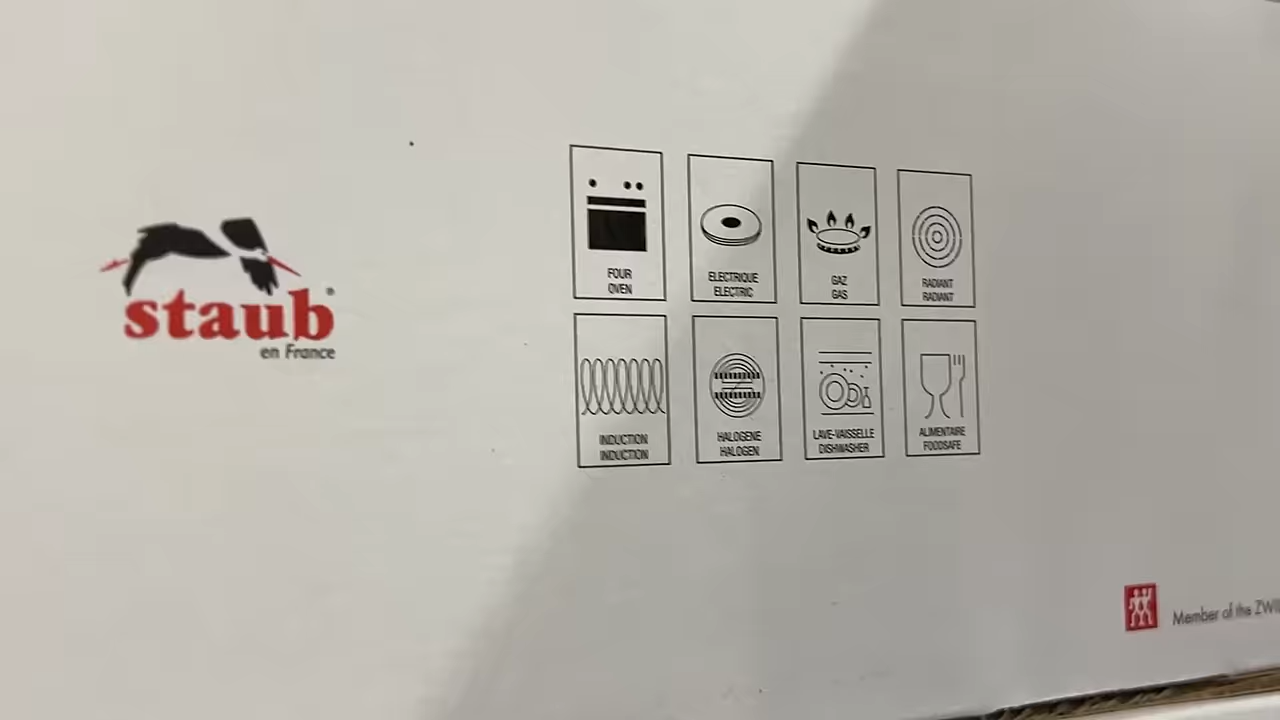 staub
en France
FOUR
OVEN
ELECTRIQUE
ELECTRIC
GAZ
GAS
RADIANT
RADIANT
INDUCTION
INDUCTION
HALOGENE
HALOGEN
LAVE-VAISSELLE
DISHWASHER
ALIMENTAIRE
FOODSAFE
Member of the